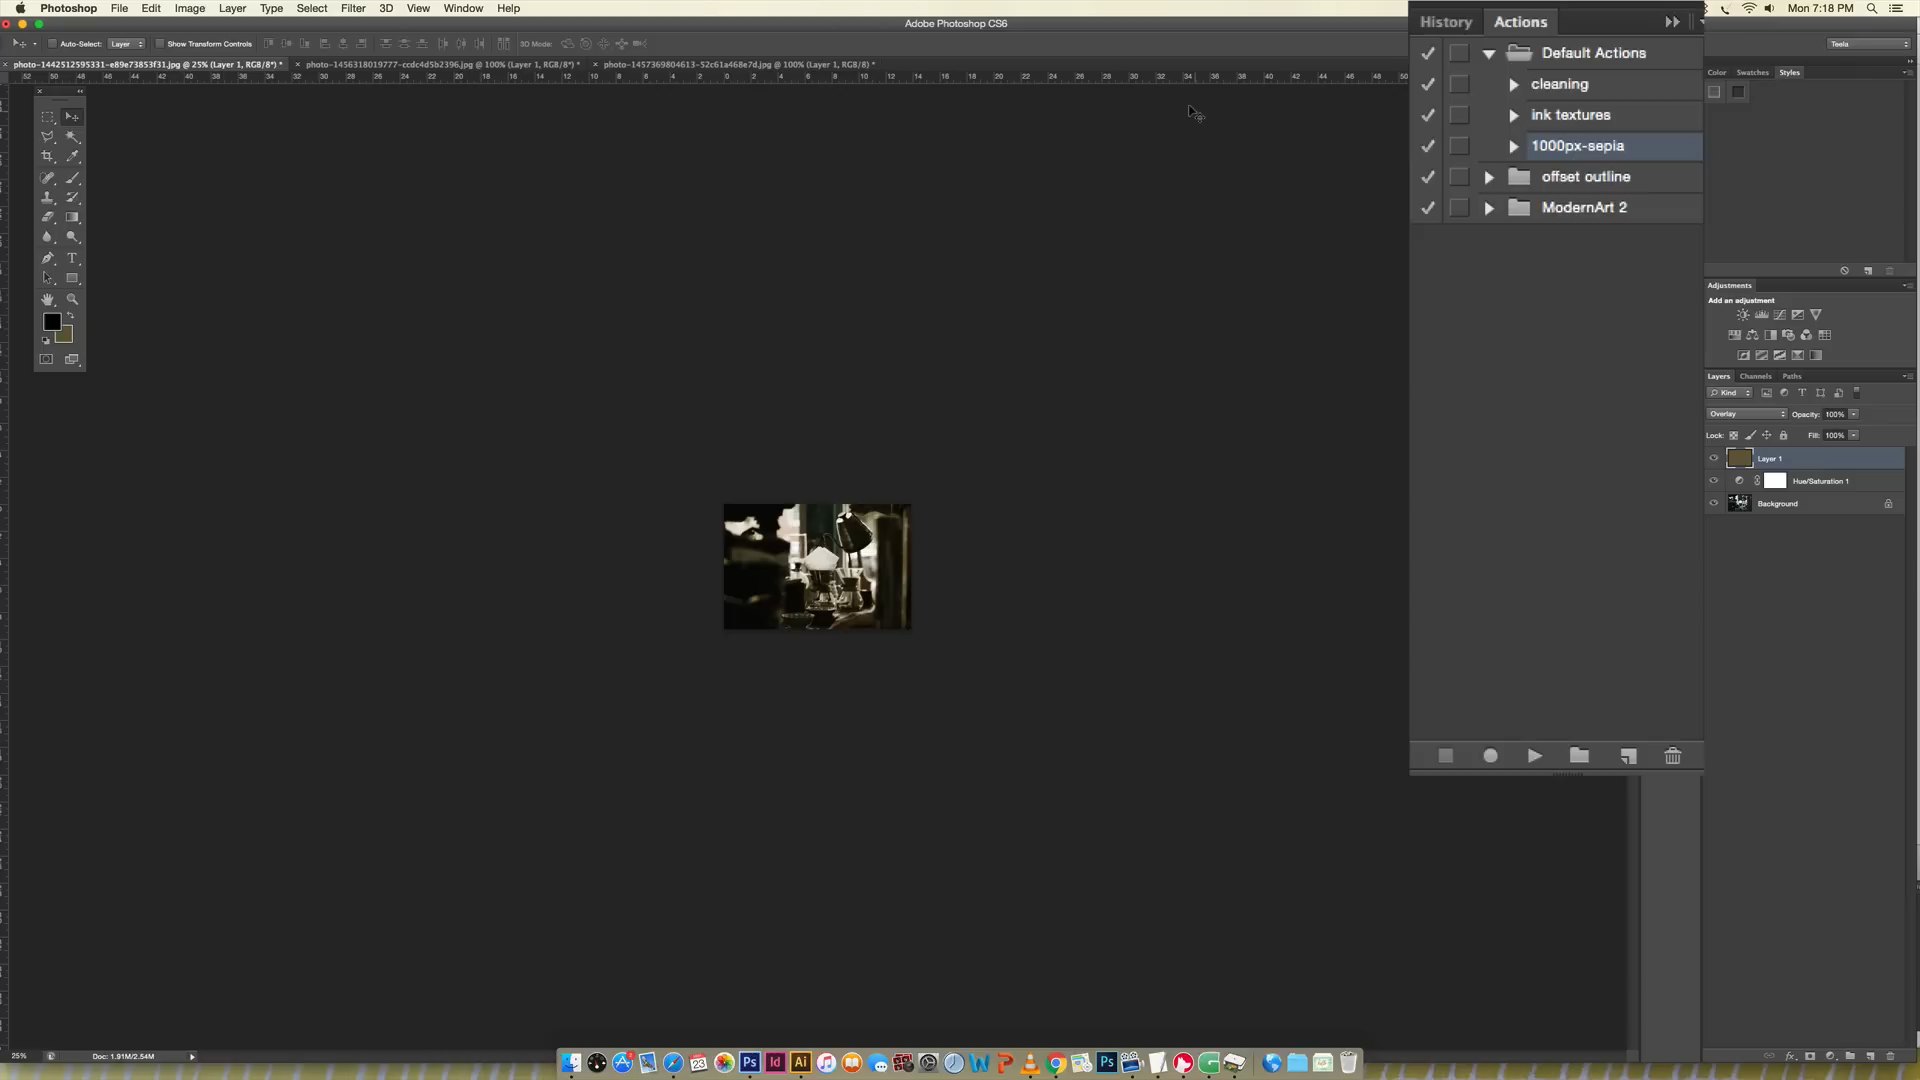 Photoshop File Edit Image Layer Type Select Filter 3D View Window Help
Mon 7:18 PM
Adobe Photoshop CS6
Auto-Select: Layer Show Transform Controls 3D Mode: Teela
photo-1442512595331-e89e73853f31.jpg @ 25% (Layer 1, RGB/8*) *
photo-1456318019777-ccdc4d5b2396.jpg @ 100% (Layer 1, RGB/8*) *
photo-1457369804613-52c61a468e7d.jpg @ 100% (RGB/8) *
History Actions
Default Actions
cleaning
ink textures
1000px-sepia
offset outline
ModernArt 2
Color Swatches Styles
Adjustments
Add an adjustment
Layers Channels Paths
Kind
Overlay Opacity: 100%
Lock: Fill: 100%
Layer 1
Hue/Saturation 1
Background
25% Doc: 1.91M/2.54M